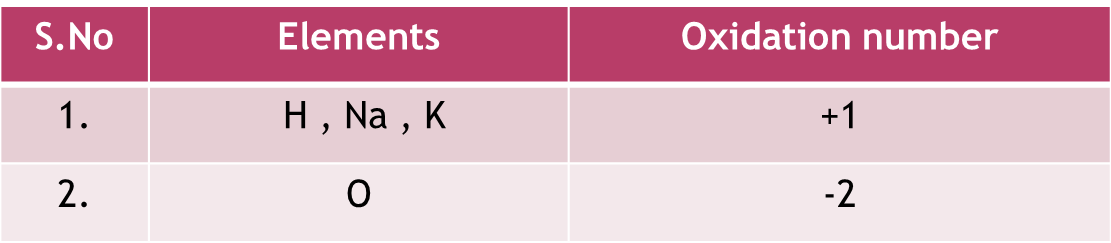 S.No Elements Oxidation number
1. H , Na , K +1
2. O -2